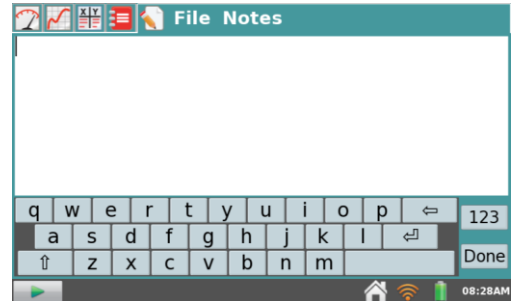 X Y File Notes
q w e r t y u i o p ⇦ 123
a s d f g h j k l ⏎
⇧ z x c v b n m Done
08:28AM